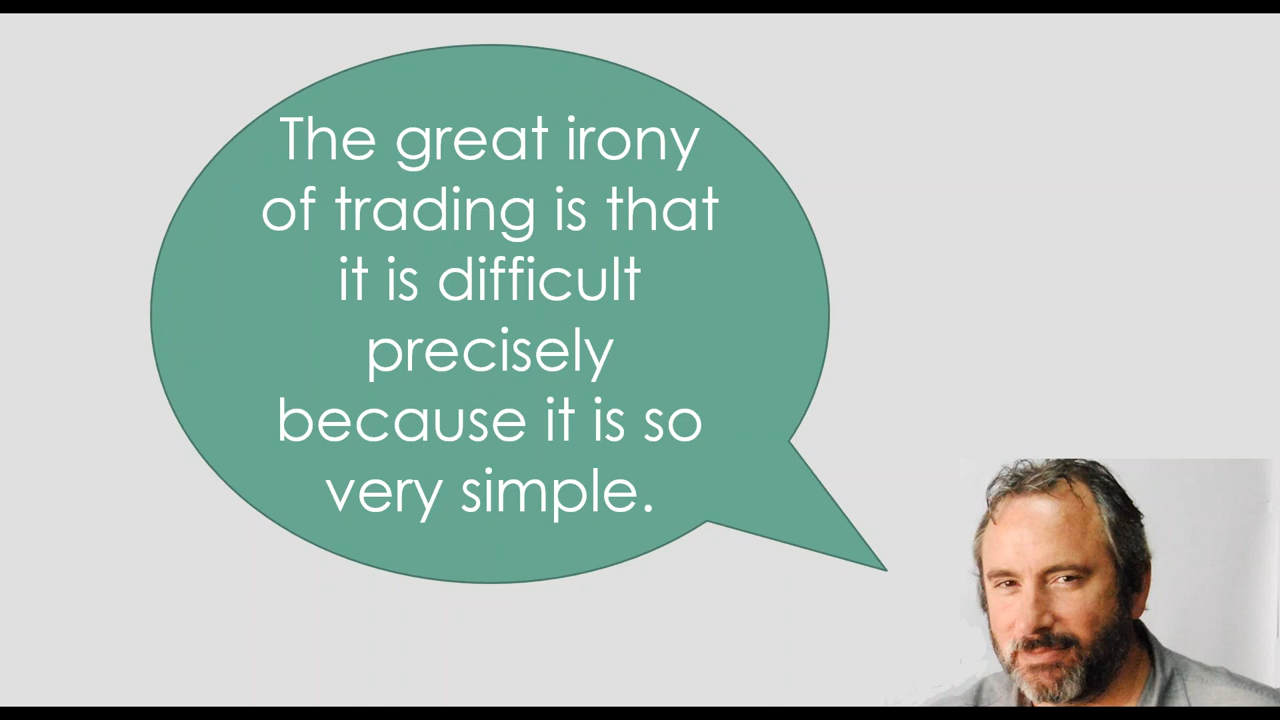 The great irony
of trading is that
it is difficult
precisely
because it is so
very simple.